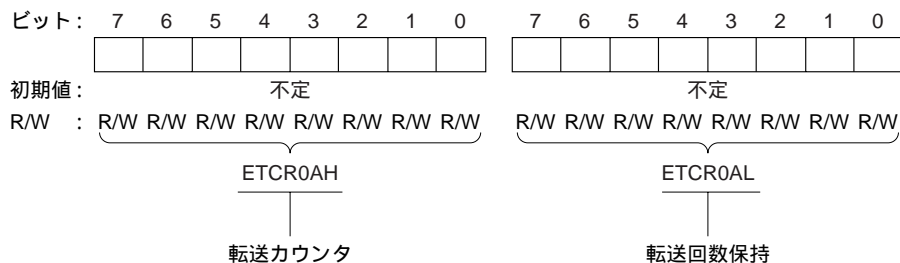 ビット: 7 6 5 4 3 2 1 0 7 6 5 4 3 2 1 0
初期値: 不定 不定
R/W : R/W R/W R/W R/W R/W R/W R/W R/W R/W R/W R/W R/W R/W R/W R/W R/W
ETCR0AH ETCR0AL
転送カウンタ 転送回数保持